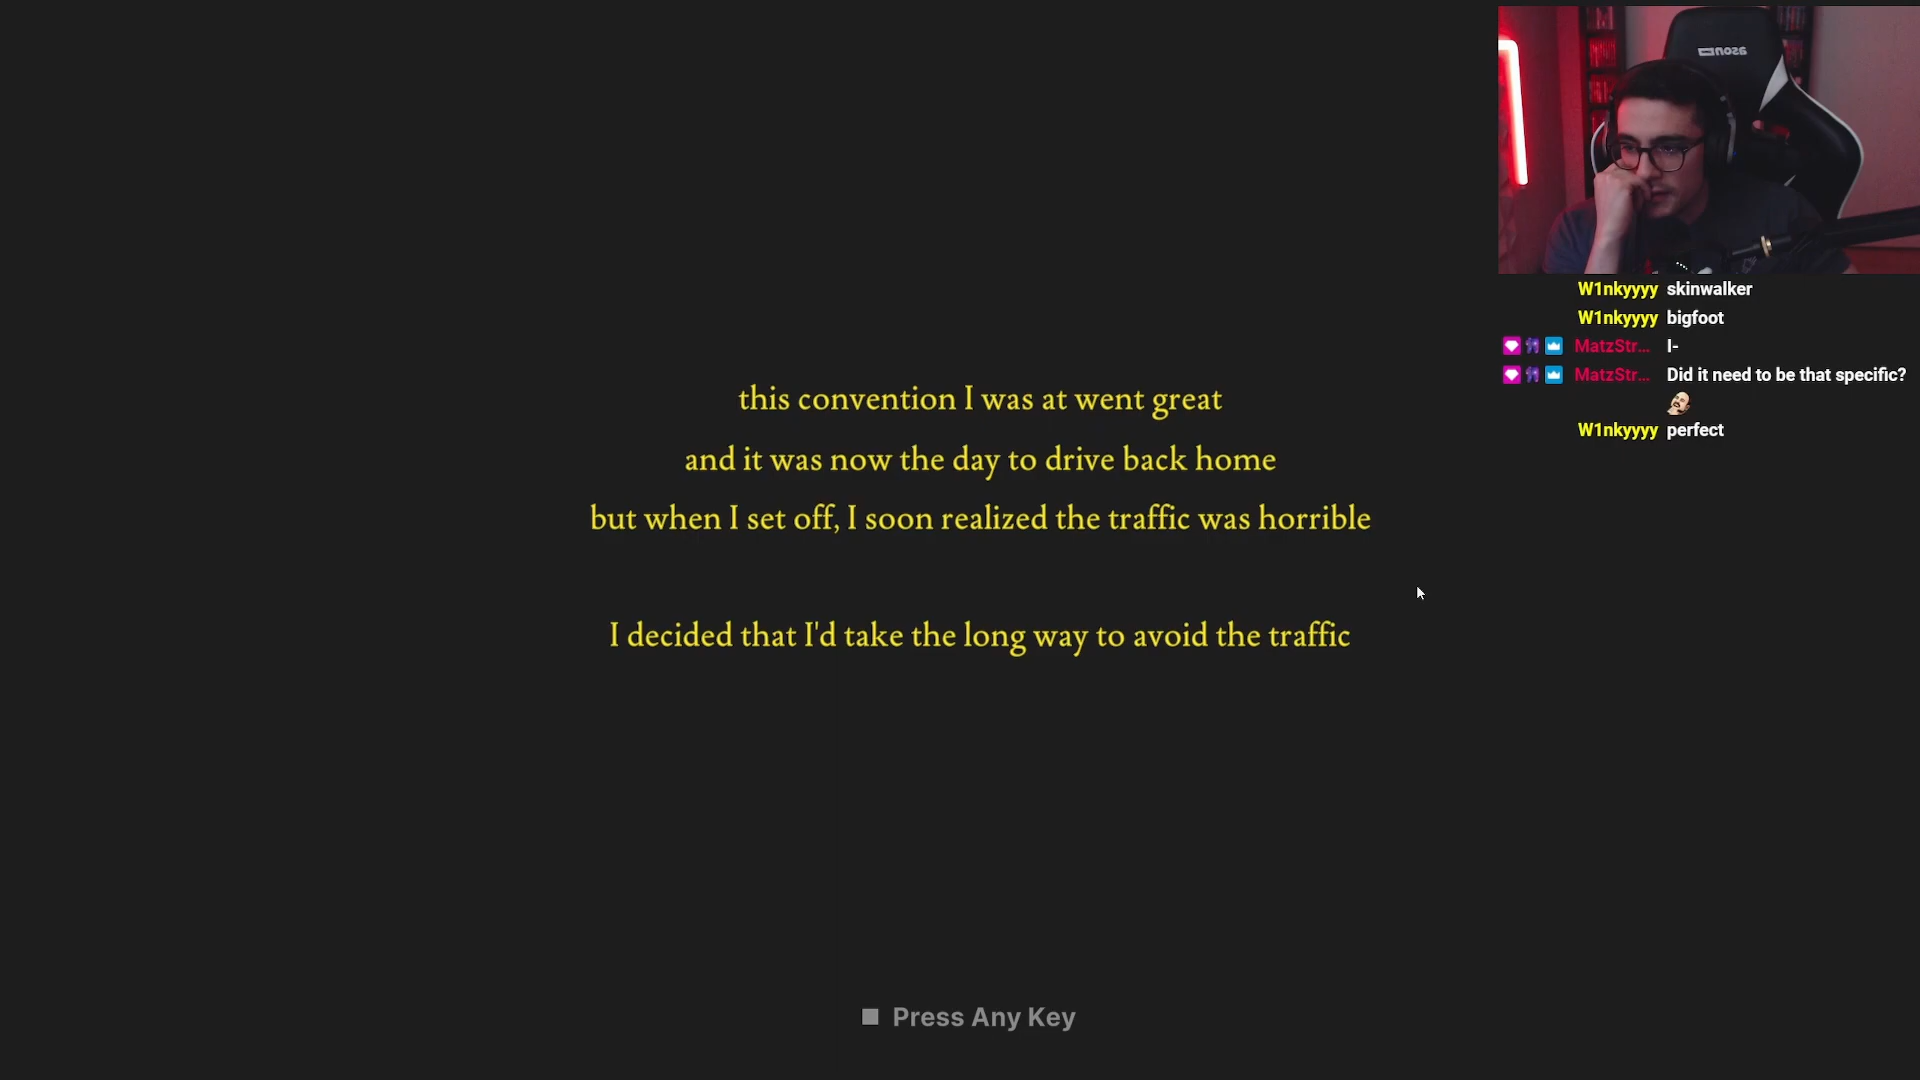 this convention I was at went great
and it was now the day to drive back home
but when I set off, I soon realized the traffic was horrible
I decided that I'd take the long way to avoid the traffic
Press Any Key
W1nkyyyy skinwalker
W1nkyyyy bigfoot
MatzStr... I-
MatzStr... Did it need to be that specific?
W1nkyyyy perfect